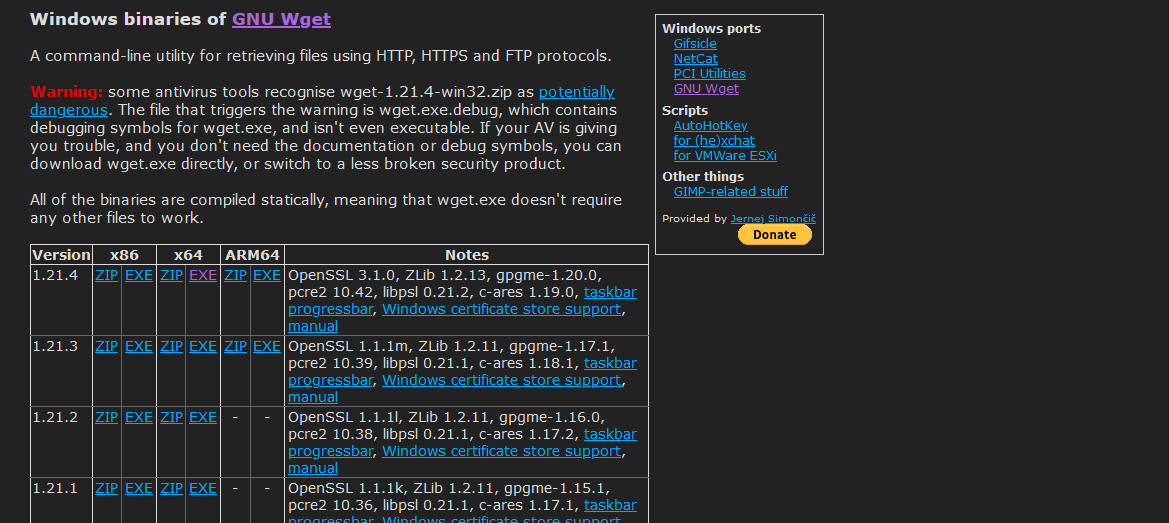 Windows binaries of GNU Wget
A command-line utility for retrieving files using HTTP, HTTPS and FTP protocols.
Warning: some antivirus tools recognise wget-1.21.4-win32.zip as potentially
dangerous. The file that triggers the warning is wget.exe.debug, which contains
debugging symbols for wget.exe, and isn't even executable. If your AV is giving
you trouble, and you don't need the documentation or debug symbols, you can
download wget.exe directly, or switch to a less broken security product.
All of the binaries are compiled statically, meaning that wget.exe doesn't require
any other files to work.
Version x86 x64 ARM64 Notes
1.21.4 ZIP EXE ZIP EXE ZIP EXE OpenSSL 3.1.0, ZLib 1.2.13, gpgme-1.20.0,
pcre2 10.42, libpsl 0.21.2, c-ares 1.19.0, taskbar
progressbar, Windows certificate store support,
manual
1.21.3 ZIP EXE ZIP EXE ZIP EXE OpenSSL 1.1.1m, ZLib 1.2.11, gpgme-1.17.1,
pcre2 10.39, libpsl 0.21.1, c-ares 1.18.1, taskbar
progressbar, Windows certificate store support,
manual
1.21.2 ZIP EXE ZIP EXE - - OpenSSL 1.1.1l, ZLib 1.2.11, gpgme-1.16.0,
pcre2 10.38, libpsl 0.21.1, c-ares 1.17.2, taskbar
progressbar, Windows certificate store support,
manual
1.21.1 ZIP EXE ZIP EXE - - OpenSSL 1.1.1k, ZLib 1.2.11, gpgme-1.15.1,
pcre2 10.36, libpsl 0.21.1, c-ares 1.17.1, taskbar
progressbar, Windows certificate store support,
Windows ports
Gifsicle
NetCat
PCI Utilities
GNU Wget
Scripts
AutoHotKey
for (he)xchat
for VMWare ESXi
Other things
GIMP-related stuff
Provided by Jernej Simončič
Donate